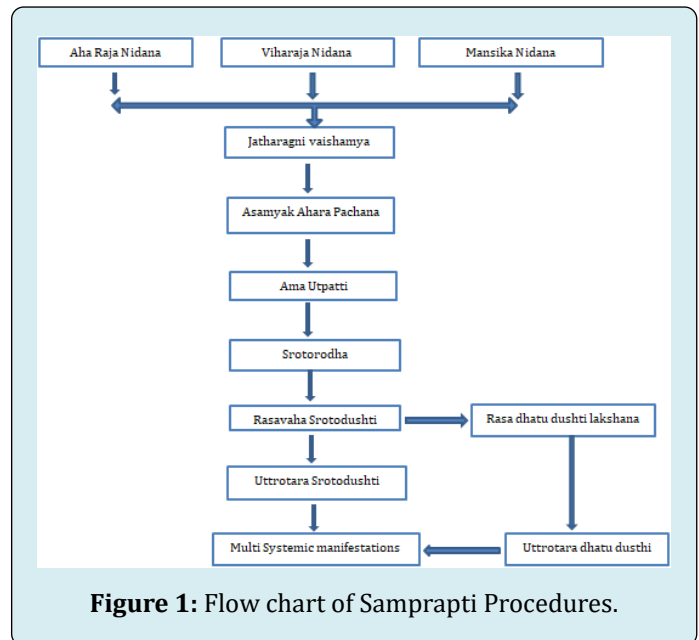 Aha Raja Nidana
Viharaja Nidana
Mansika Nidana
Jatharagni vaishamya
Asamyak Ahara Pachana
Ama Utpatti
Srotorodha
Rasavaha Srotodushti
Rasa dhatu dushti lakshana
Uttrotara Srotodushti
Multi Systemic manifestations
Uttrotara dhatu dusthi
Figure 1: Flow chart of Samprapti Procedures.